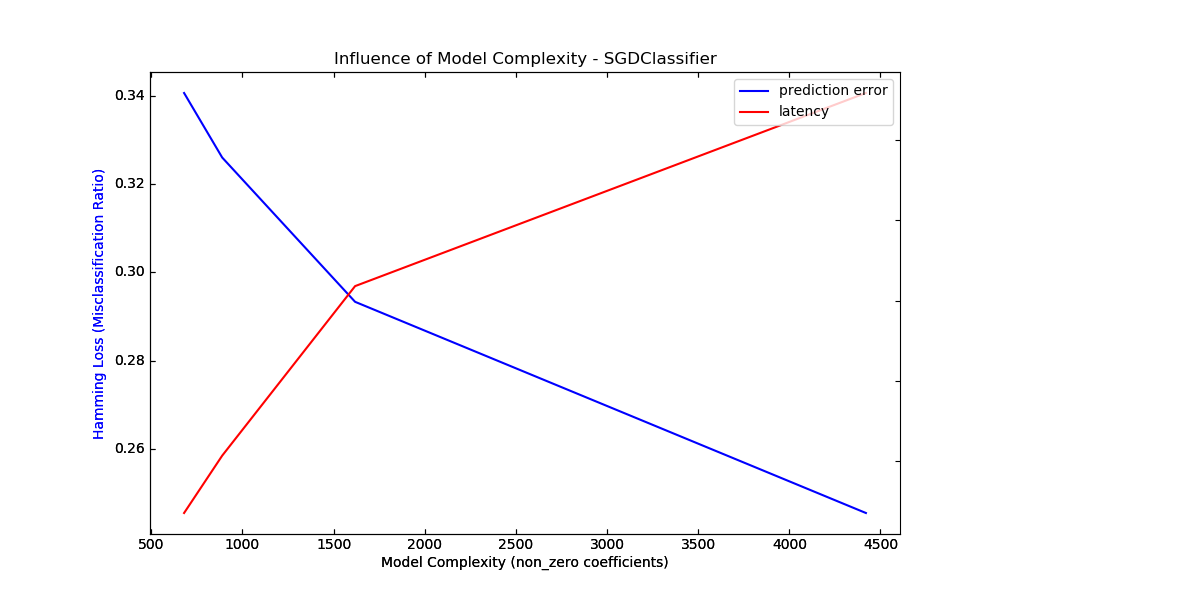 Influence of Model Complexity - SGDClassifier
prediction error
latency
0.34
0.32
0.30
0.28
0.26
Hamming Loss (Misclassification Ratio)
500 1000 1500 2000 2500 3000 3500 4000 4500
Model Complexity (non_zero coefficients)